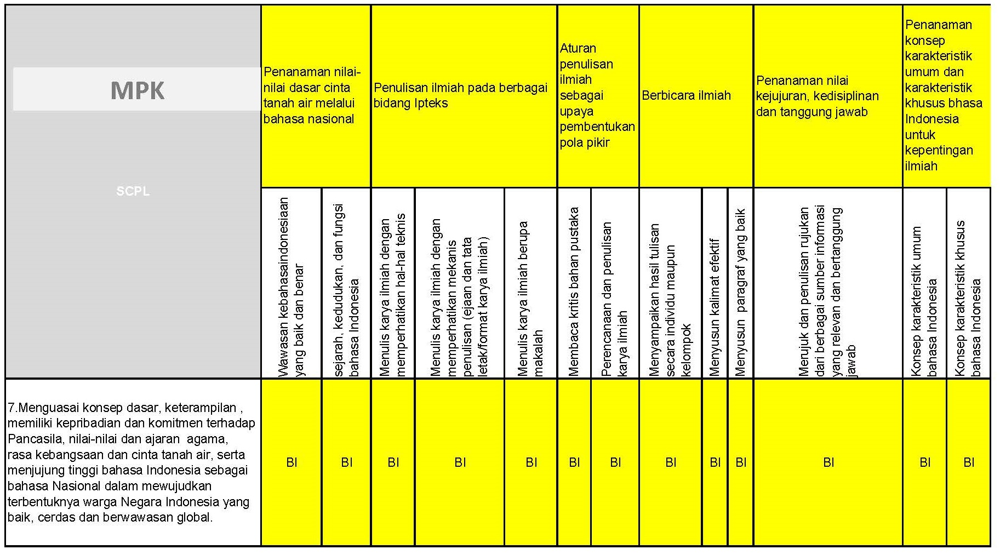 MPK
SCPL
Penanaman nilai-
nilai dasar cinta
tanah air melalui
bahasa nasional
Penulisan ilmiah pada berbagai
bidang Ipteks
Aturan
penulisan
ilmiah
sebagai
upaya
pembentukan
pola pikir
Berbicara ilmiah
Penanaman nilai
kejujuran, kedisiplinan
dan tanggung jawab
Penanaman
konsep
karakteristik
umum dan
karakteristik
khusus bhasa
Indonesia
untuk
kepentingan
ilmiah
Wawasan kebahasaindonesiaan
yang baik dan benar
sejarah, kedudukan, dan fungsi
bahasa Indonesia
Menulis karya ilmiah dengan
memperhatikan hal-hal teknis
Menulis karya ilmiah dengan
memperhatikan mekanis
penulisan (ejaan dan tata
letak/format karya ilmiah)
Menulis karya ilmiah berupa
makalah
Membaca kritis bahan pustaka
Perencanaan dan penulisan
karya ilmiah
Menyampaikan hasil tulisan
secara individu maupun
kelompok
Menyusun kalimat efektif
Menyusun  paragraf yang baik
Merujuk dan penulisan rujukan
dari berbagai sumber informasi
yang relevan dan bertanggung
jawab
Konsep karakteristik umum
bahasa Indonesia
Konsep karakteristik khusus
bahasa Indonesia
7.Menguasai konsep dasar, keterampilan ,
memiliki kepribadian dan komitmen terhadap
Pancasila, nilai-nilai dan ajaran  agama,
rasa kebangsaan dan cinta tanah air, serta
menjujung tinggi bahasa Indonesia sebagai
bahasa Nasional dalam mewujudkan
terbentuknya warga Negara Indonesia yang
baik, cerdas dan berwawasan global.
BI BI BI BI BI BI BI BI BI BI BI BI BI